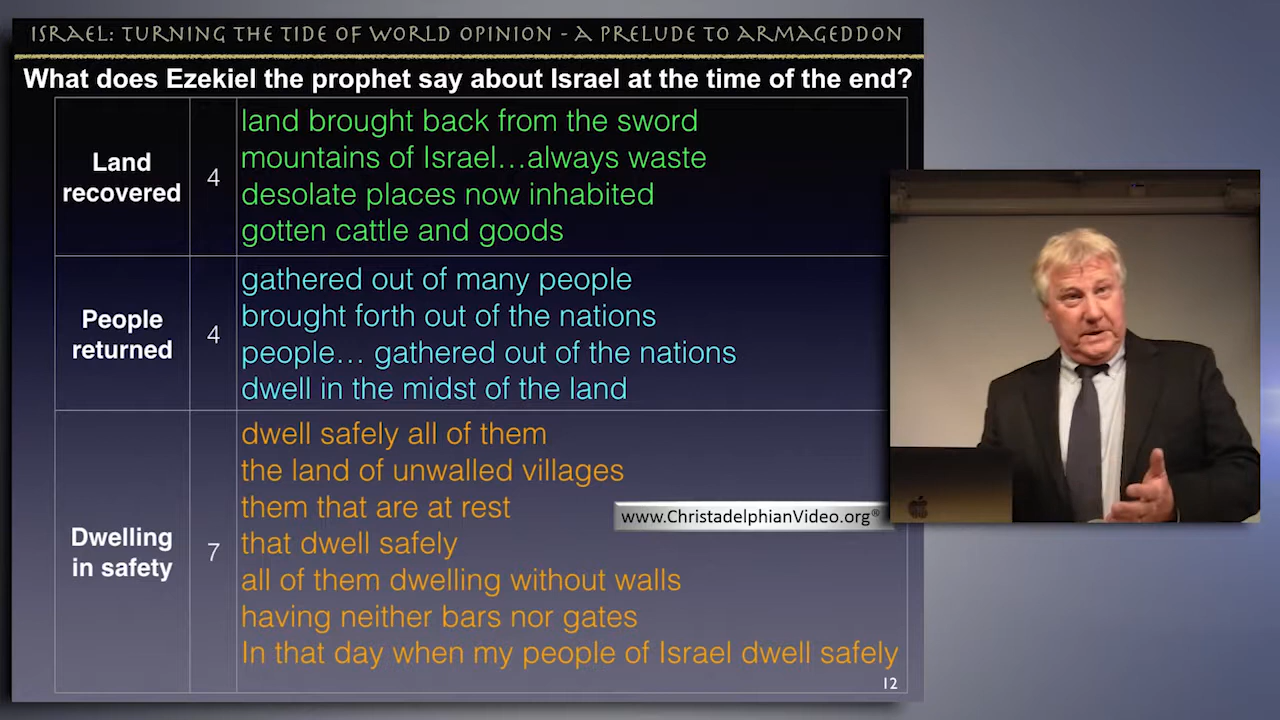 ISRAEL: TURNING THE TIDE OF WORLD OPINION - A PRELUDE TO ARMAGEDDON
What does Ezekiel the prophet say about Israel at the time of the end?
Land
recovered
4
land brought back from the sword
mountains of Israel...always waste
desolate places now inhabited
gotten cattle and goods
People
returned
4
gathered out of many people
brought forth out of the nations
people... gathered out of the nations
dwell in the midst of the land
Dwelling
in safety
7
dwell safely all of them
the land of unwalled villages
them that are at rest
that dwell safely
all of them dwelling without walls
having neither bars nor gates
In that day when my people of Israel dwell safely
www.ChristadelphianVideo.org®
12